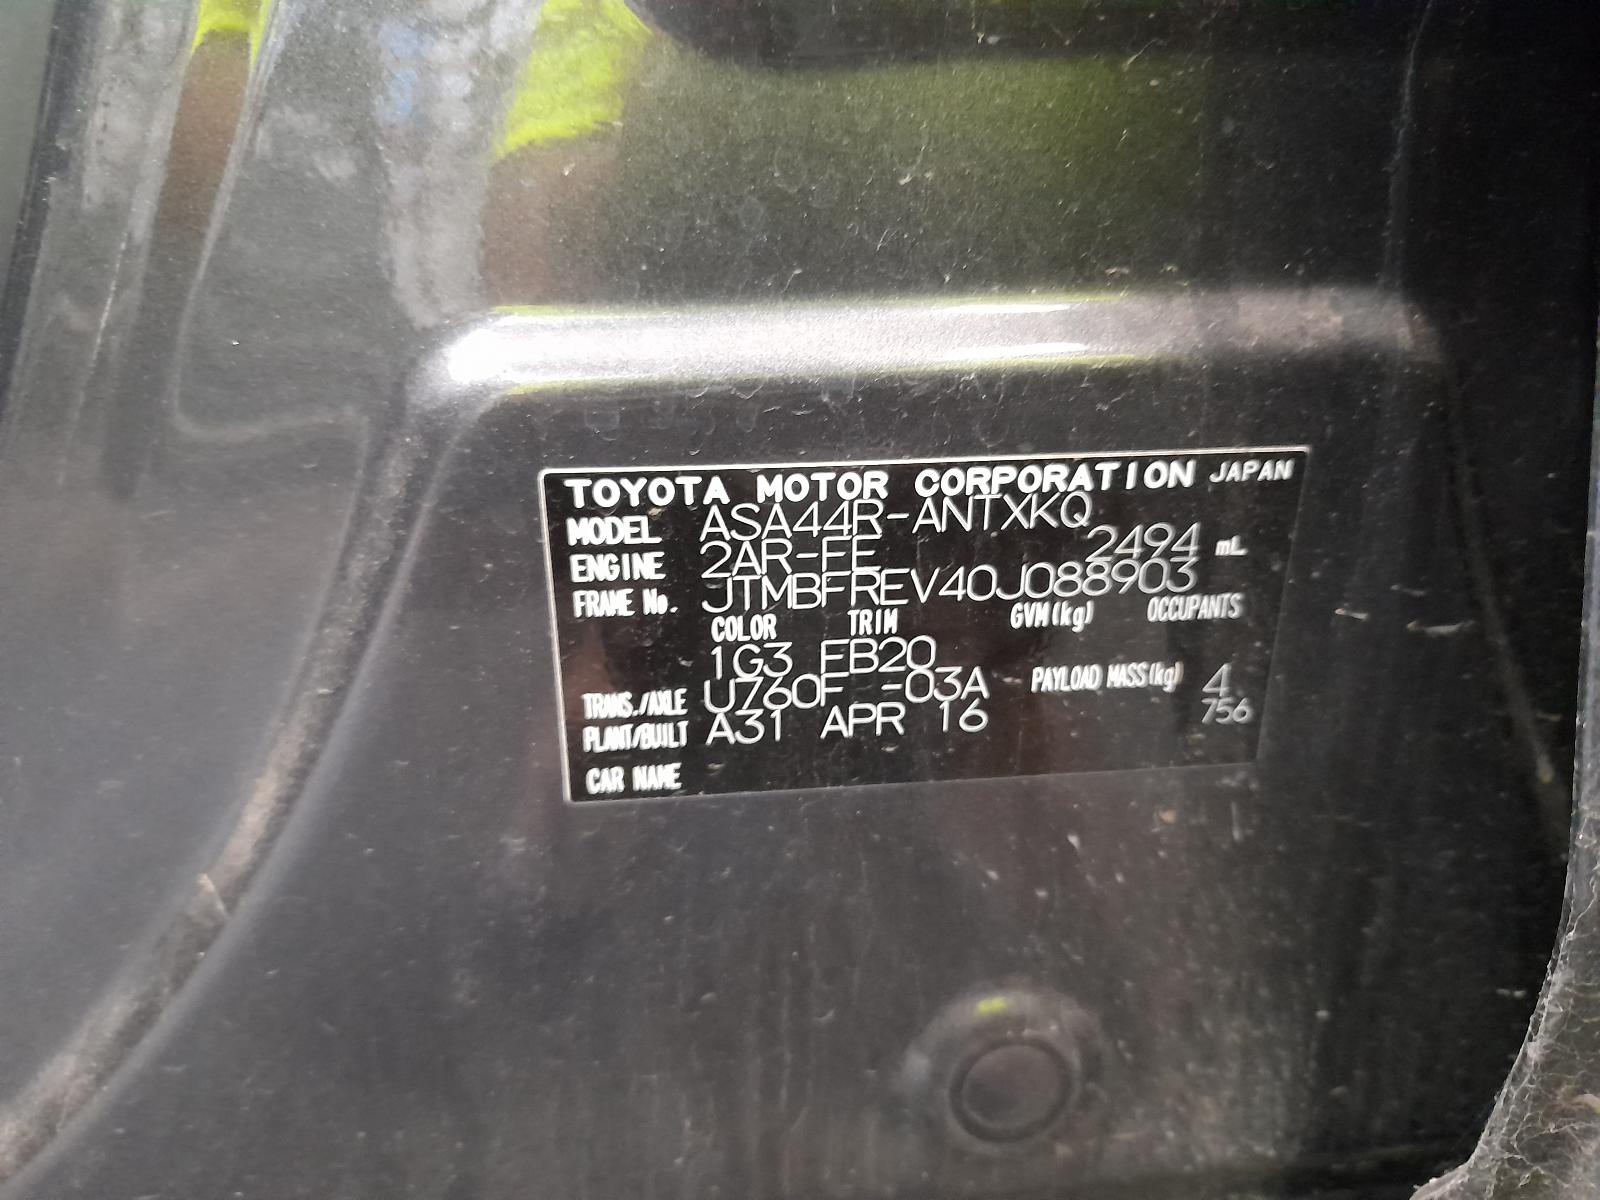 TOYOTA MOTOR CORPORATION JAPAN
MODEL ASA44R-ANTXKQ
ENGINE 2AR-FE 2494 mL
FRAME No. JTMBFREV40J088903
COLOR TRIM GVM(kg) OCCUPANTS
1G3 FB20
TRANS./AXLE U760F -03A PAYLOAD MASS(kg) 4
PLANT/BUILT A31 APR 16 756
CAR NAME